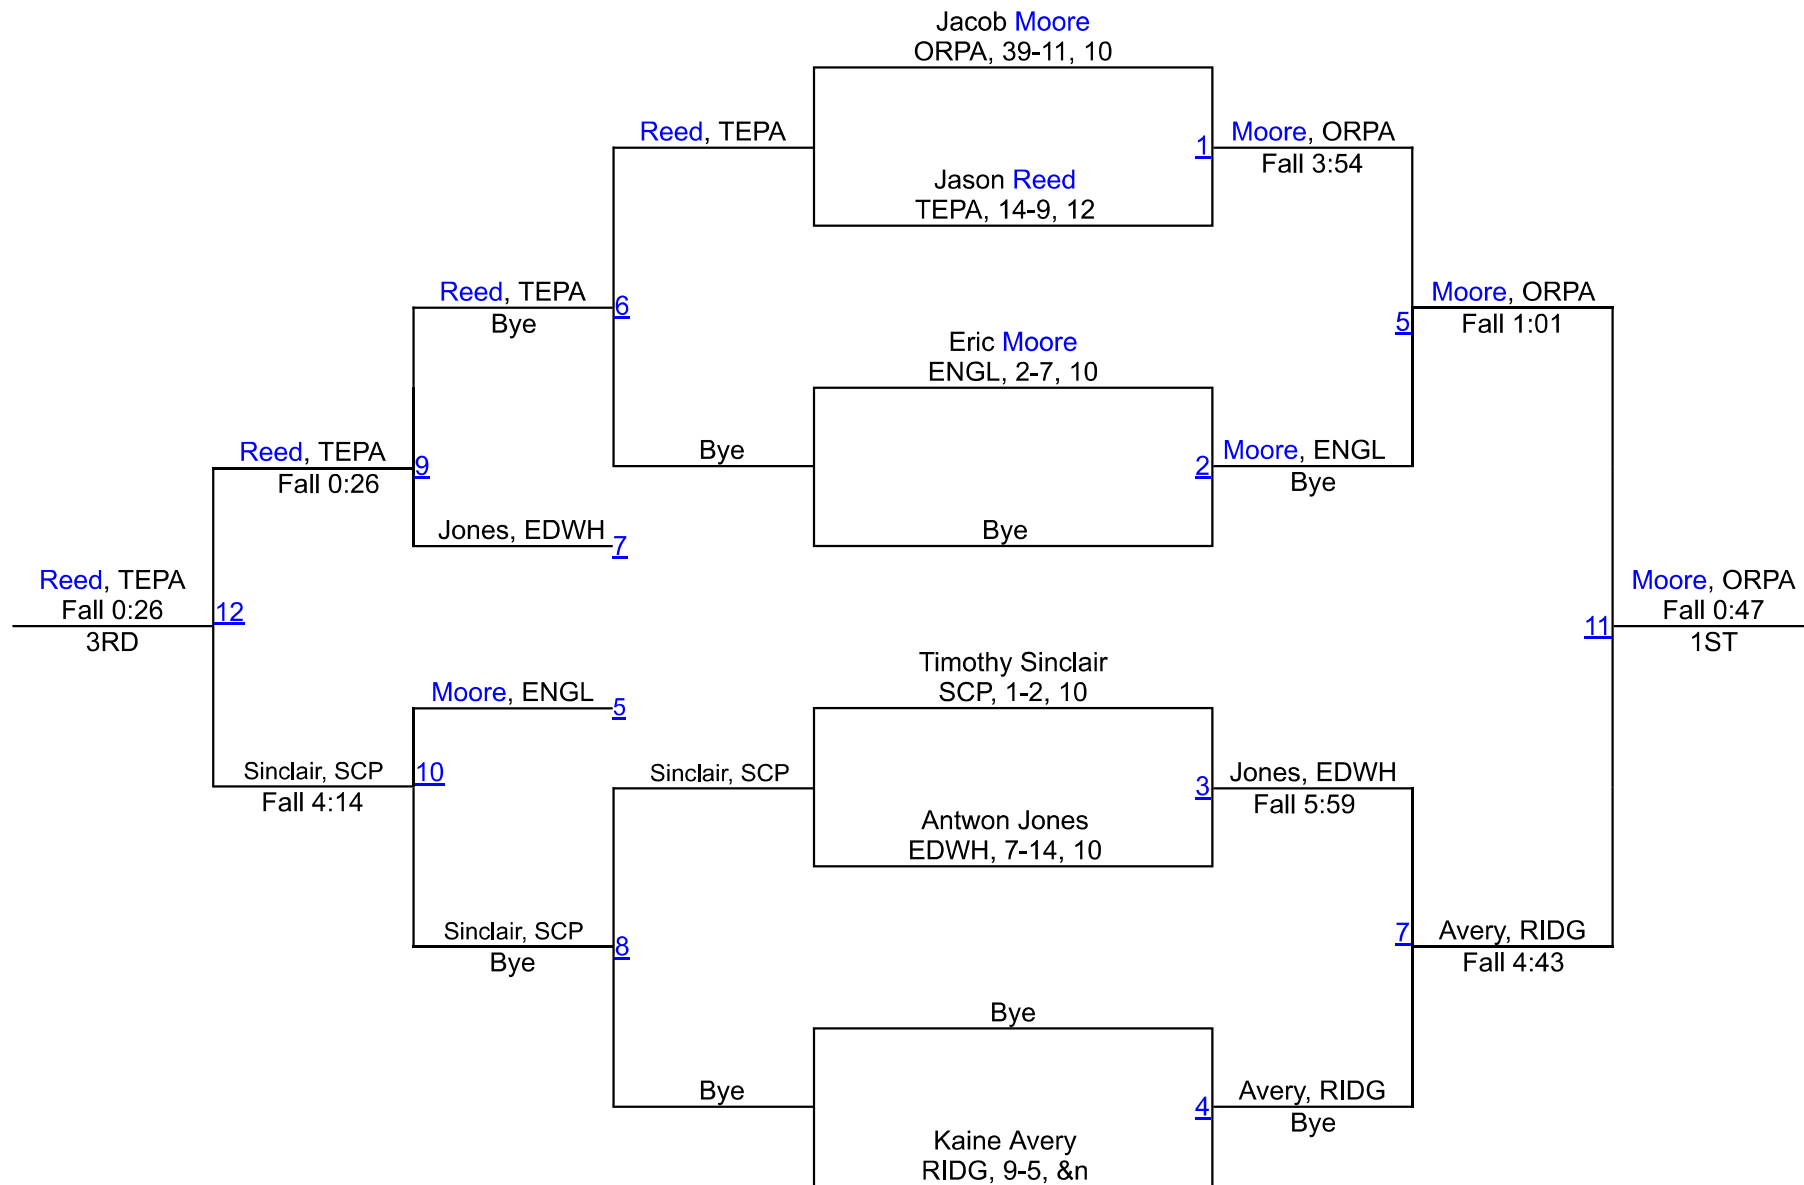 Jacob Moore
ORPA, 39-11, 10
Reed, TEPA
1
Moore, ORPA
Fall 3:54
Jason Reed
TEPA, 14-9, 12
Reed, TEPA
Bye
6
Moore, ORPA
Fall 1:01
5
Eric Moore
ENGL, 2-7, 10
Reed, TEPA
Fall 0:26
9
Bye
2
Moore, ENGL
Bye
Jones, EDWH
7
Bye
Reed, TEPA
Fall 0:26
3RD
12
Moore, ORPA
Fall 0:47
1ST
11
Timothy Sinclair
SCP, 1-2, 10
Moore, ENGL
5
Sinclair, SCP
Fall 4:14
10
Sinclair, SCP
3
Jones, EDWH
Fall 5:59
Antwon Jones
EDWH, 7-14, 10
Sinclair, SCP
Bye
8
7
Avery, RIDG
Fall 4:43
Bye
Bye
4
Avery, RIDG
Bye
Kaine Avery
RIDG, 9-5, &n